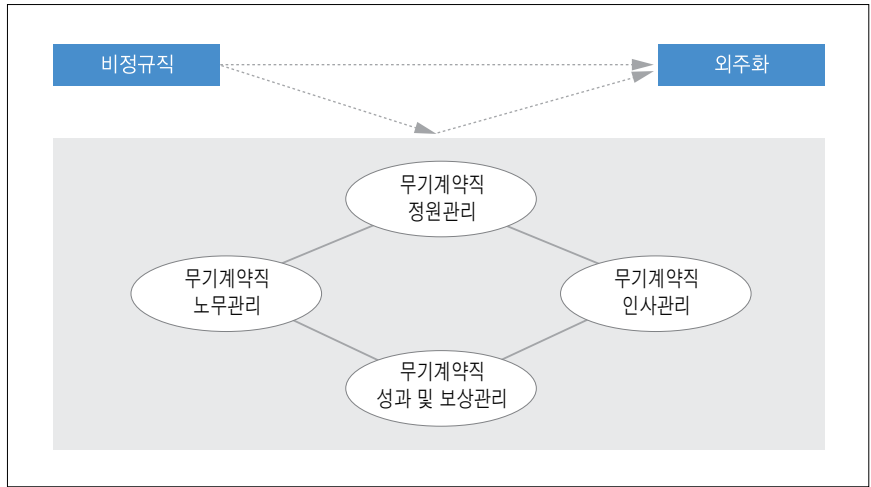 비정규직
외주화
무기계약직
정원관리
무기계약직
노무관리
무기계약직
인사관리
무기계약직
성과 및 보상관리